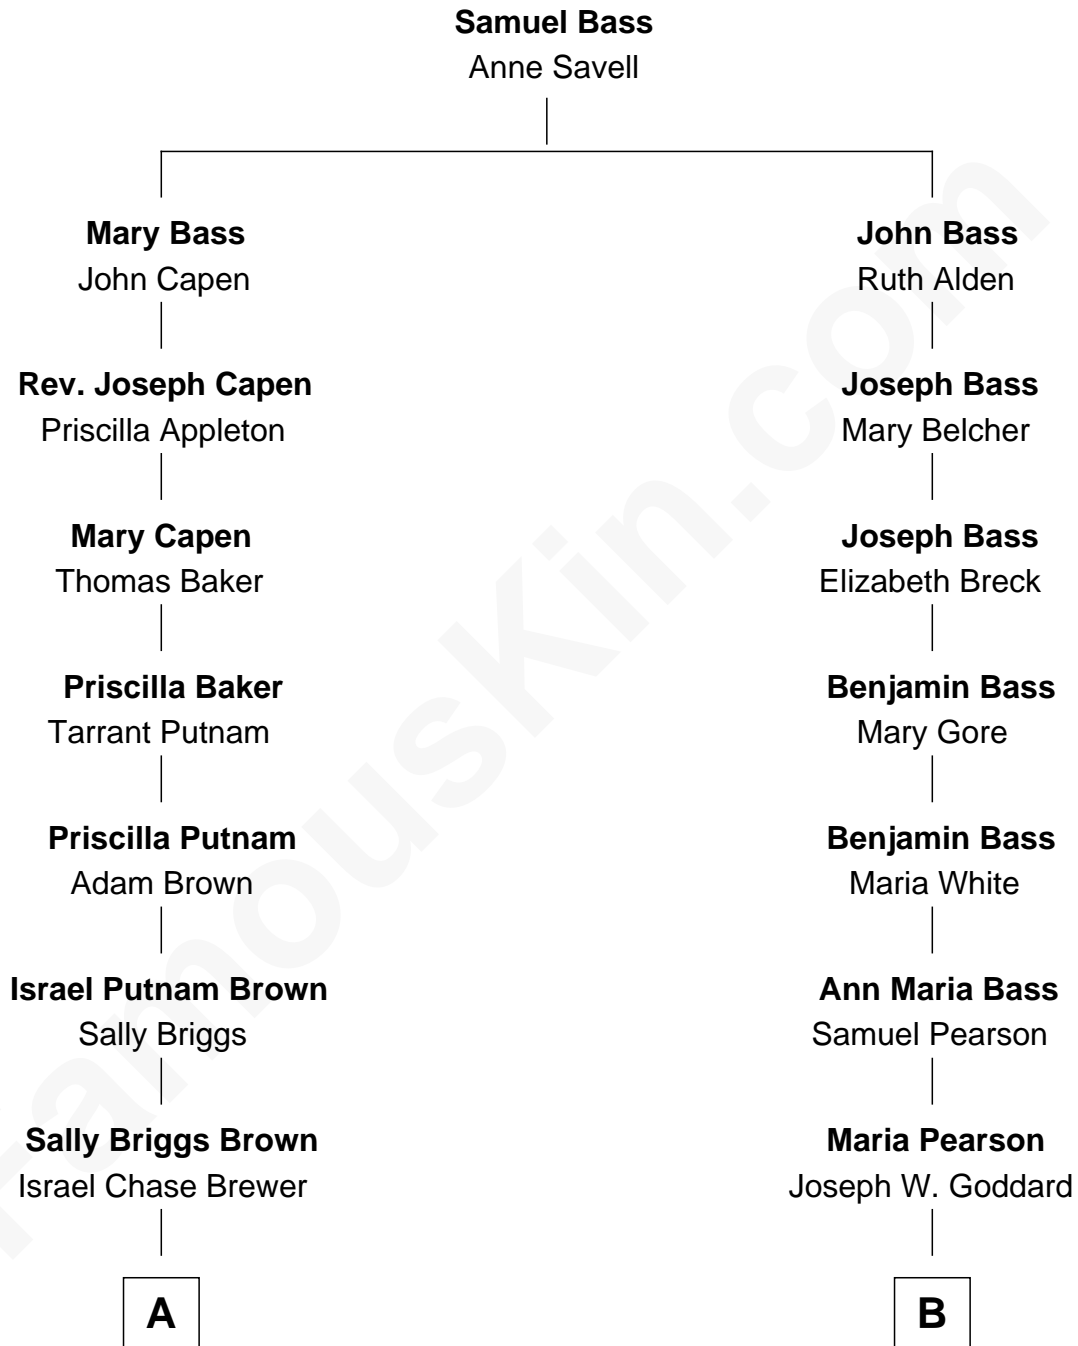 Samuel Bass
Anne Savell
Mary Bass
John Capen
John Bass
Ruth Alden
Rev. Joseph Capen
Priscilla Appleton
Joseph Bass
Mary Belcher
Mary Capen
Thomas Baker
Joseph Bass
Elizabeth Breck
Priscilla Baker
Tarrant Putnam
Benjamin Bass
Mary Gore
Priscilla Putnam
Adam Brown
Benjamin Bass
Maria White
Israel Putnam Brown
Sally Briggs
Ann Maria Bass
Samuel Pearson
Sally Briggs Brown
Israel Chase Brewer
Maria Pearson
Joseph W. Goddard
A
B
FamousKin.com